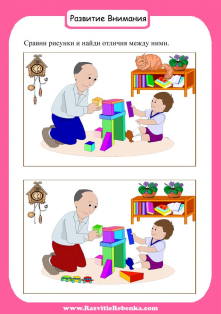 Развитие Внимания
Сравни рисунки и найди отличия между ними.
www.RazvitieRebenka.com